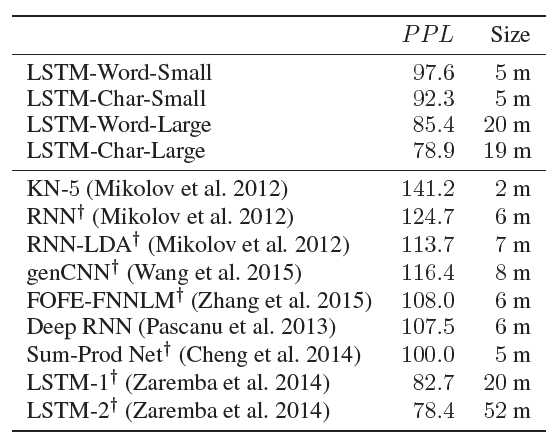 PPL Size
LSTM-Word-Small 97.6 5 m
LSTM-Char-Small 92.3 5 m
LSTM-Word-Large 85.4 20 m
LSTM-Char-Large 78.9 19 m
KN-5 (Mikolov et al. 2012) 141.2 2 m
RNN† (Mikolov et al. 2012) 124.7 6 m
RNN-LDA† (Mikolov et al. 2012) 113.7 7 m
genCNN† (Wang et al. 2015) 116.4 8 m
FOFE-FNNLM† (Zhang et al. 2015) 108.0 6 m
Deep RNN (Pascanu et al. 2013) 107.5 6 m
Sum-Prod Net† (Cheng et al. 2014) 100.0 5 m
LSTM-1† (Zaremba et al. 2014) 82.7 20 m
LSTM-2† (Zaremba et al. 2014) 78.4 52 m